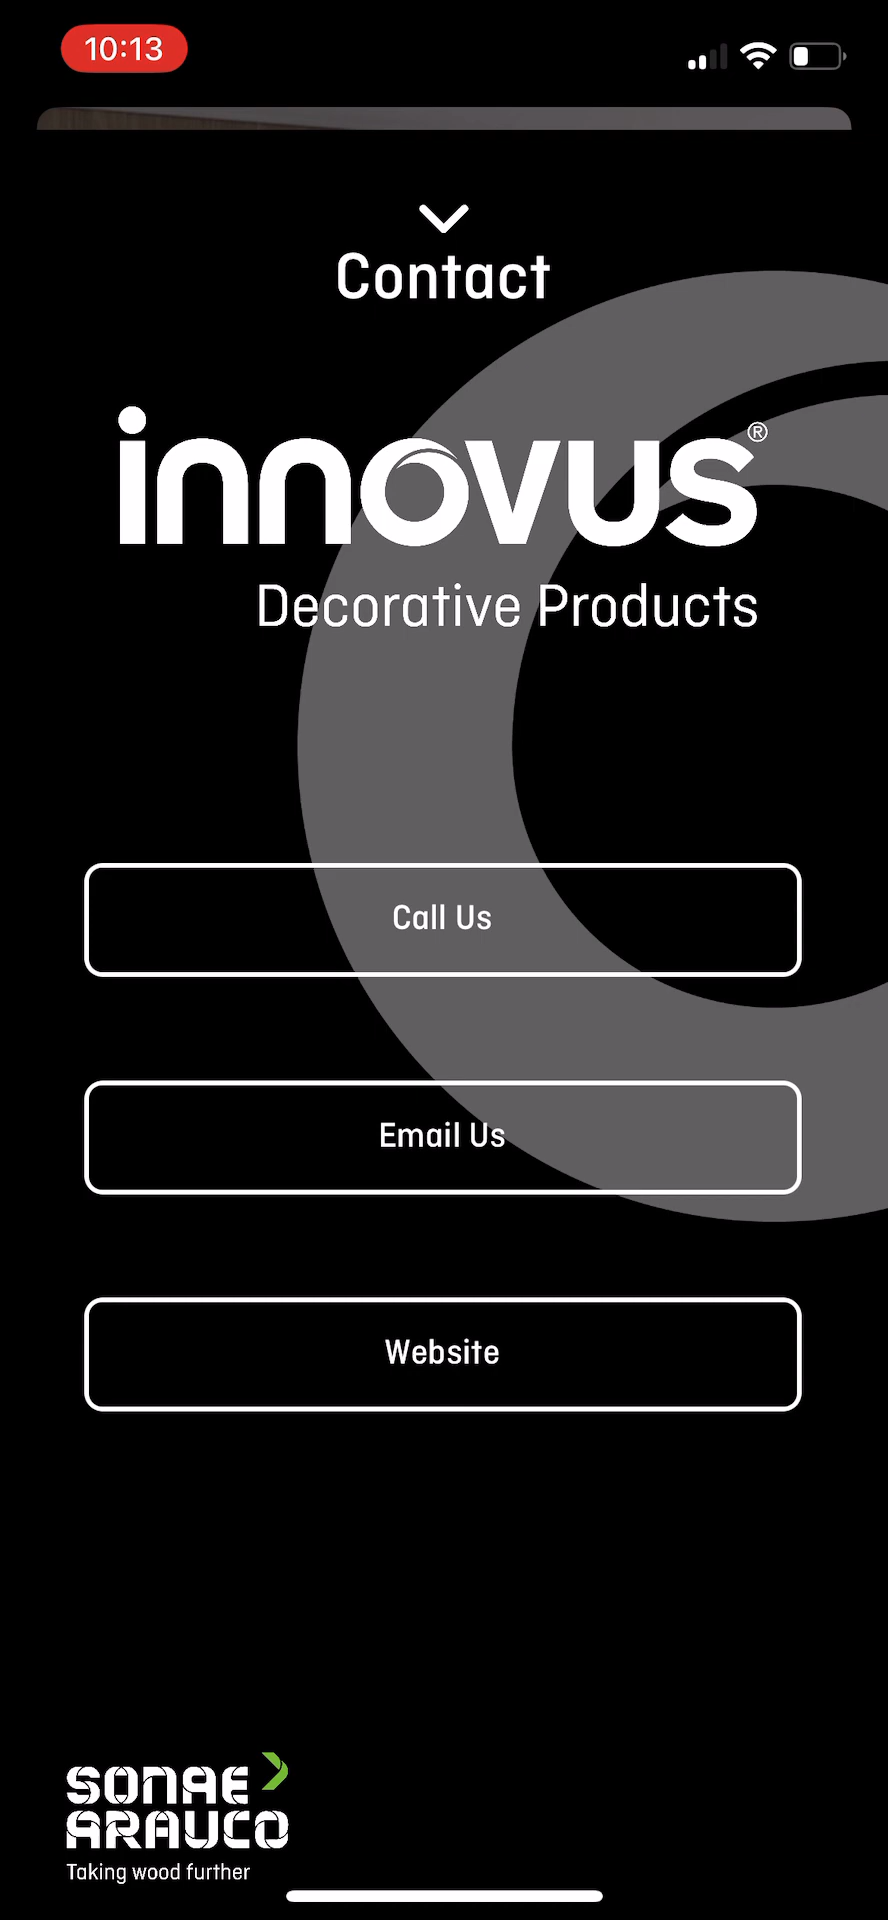 10:13
Contact
innovus®
Decorative Products
Call Us
Email Us
Website
SONAE
ARAUCO
Taking wood further